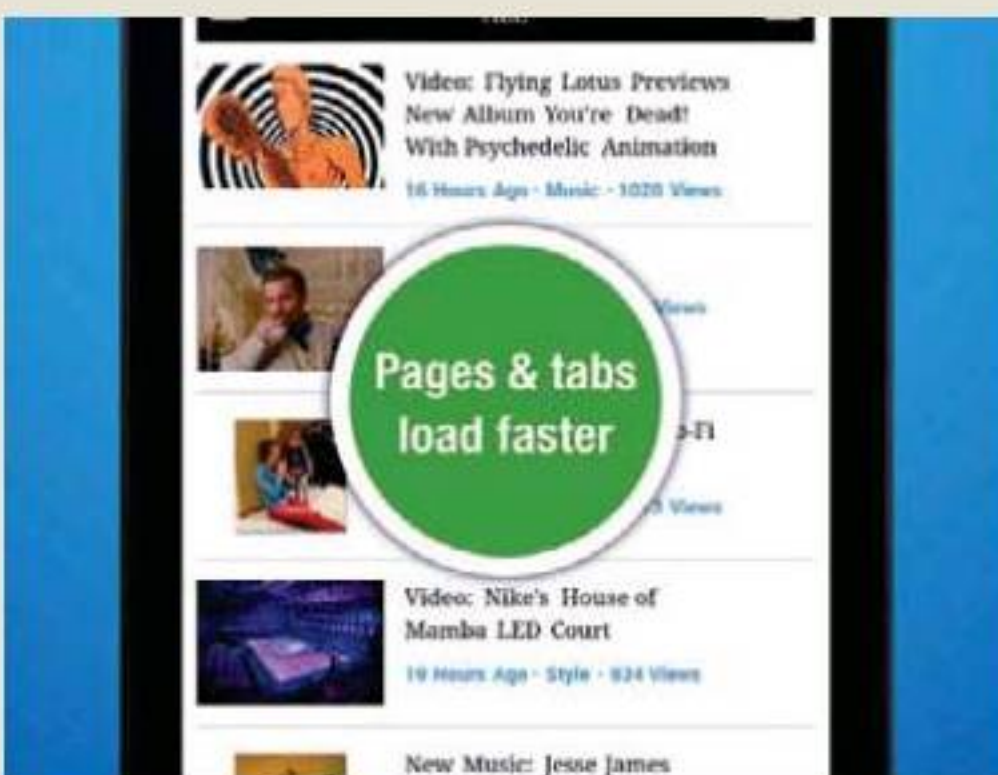 Video: Flying Lotus Previews
New Album You're Dead!
With Psychedelic Animation
16 Hours Ago · Music · 1020 Views
Views
Pages & tabs
load faster
Views
Video: Nike's House of
Mamba LED Court
19 Hours Ago · Style · 834 Views
New Music: Jesse James